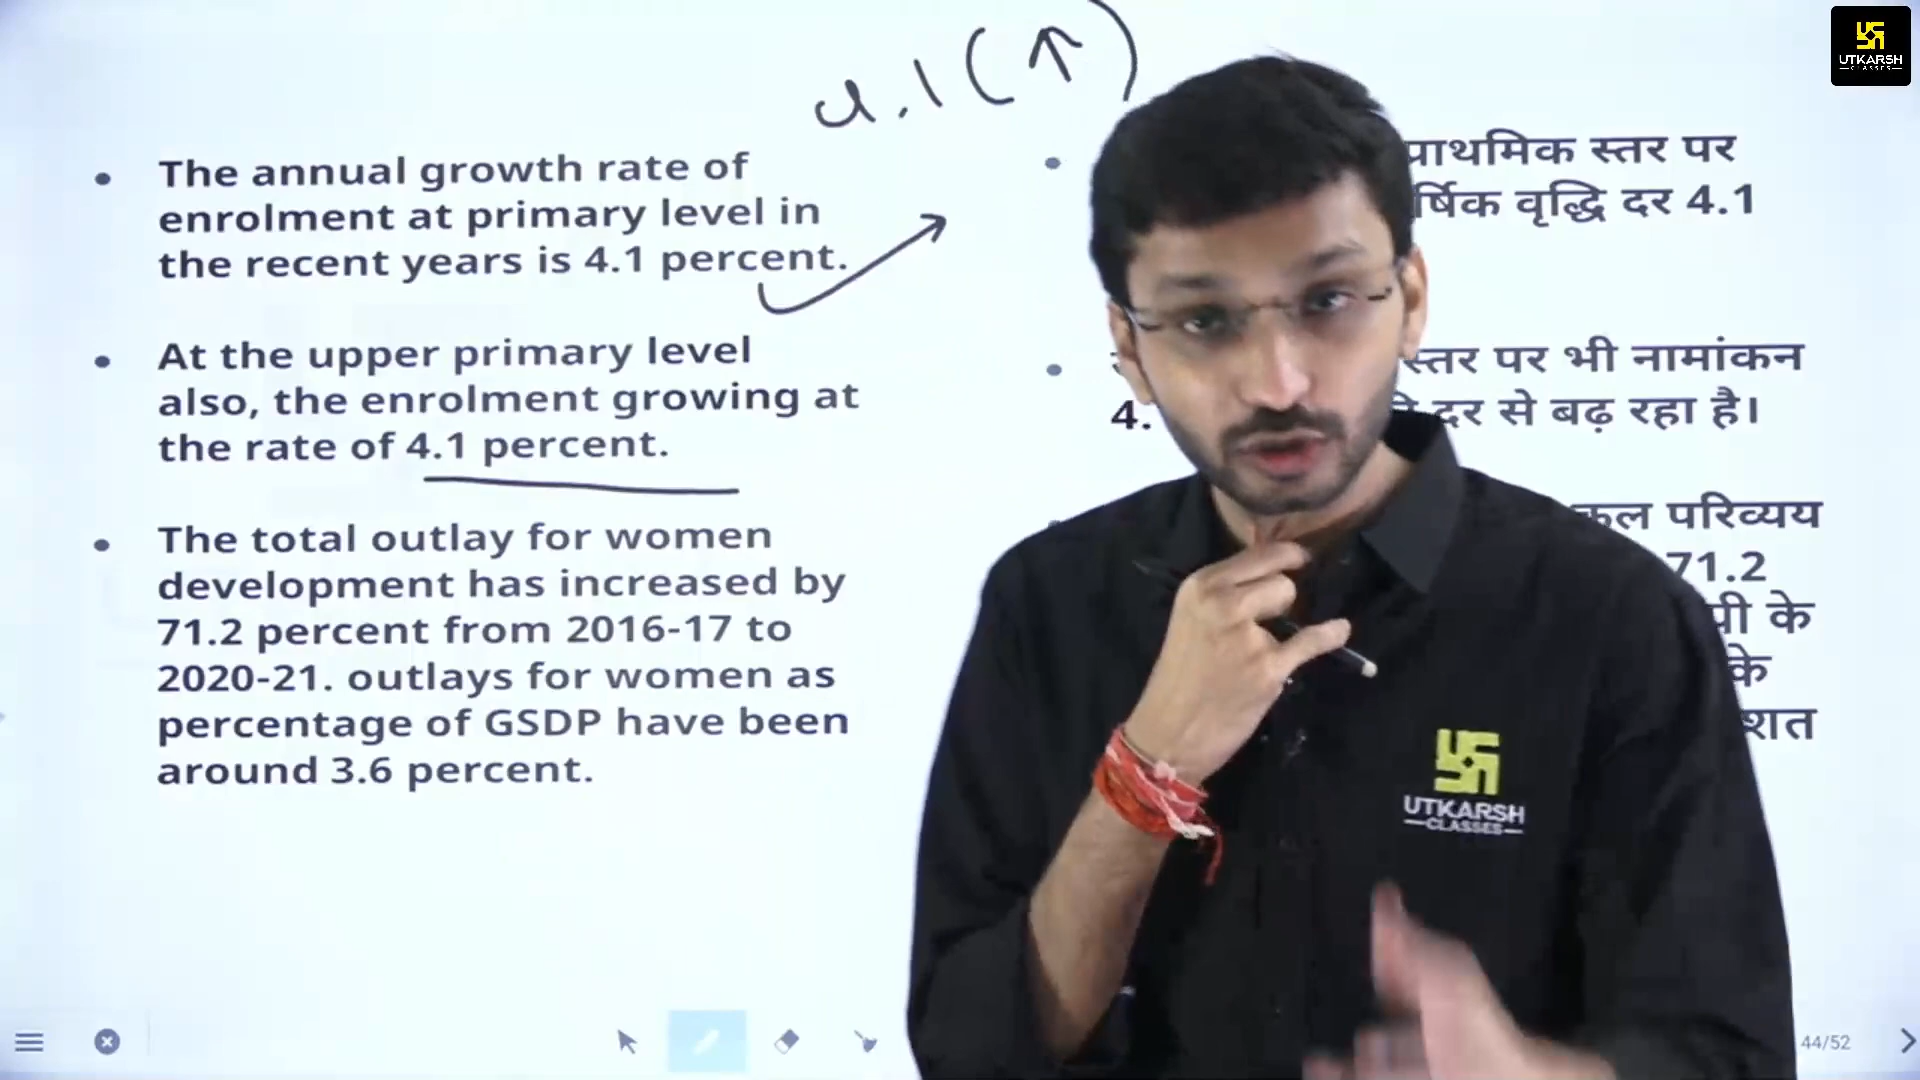 UTKARSH
CLASSES
4.1 (↑)
• The annual growth rate of
enrolment at primary level in
the recent years is 4.1 percent.
• At the upper primary level
also, the enrolment growing at
the rate of 4.1 percent.
• The total outlay for women
development has increased by
71.2 percent from 2016-17 to
2020-21. outlays for women as
percentage of GSDP have been
around 3.6 percent.
• प्राथमिक स्तर पर
वृद्धि दर 4.1
• स्तर पर भी नामांकन
4. दर से बढ़ रहा है।
परिव्यय
71.2
के
के
UTKARSH
CLASSES
44/52